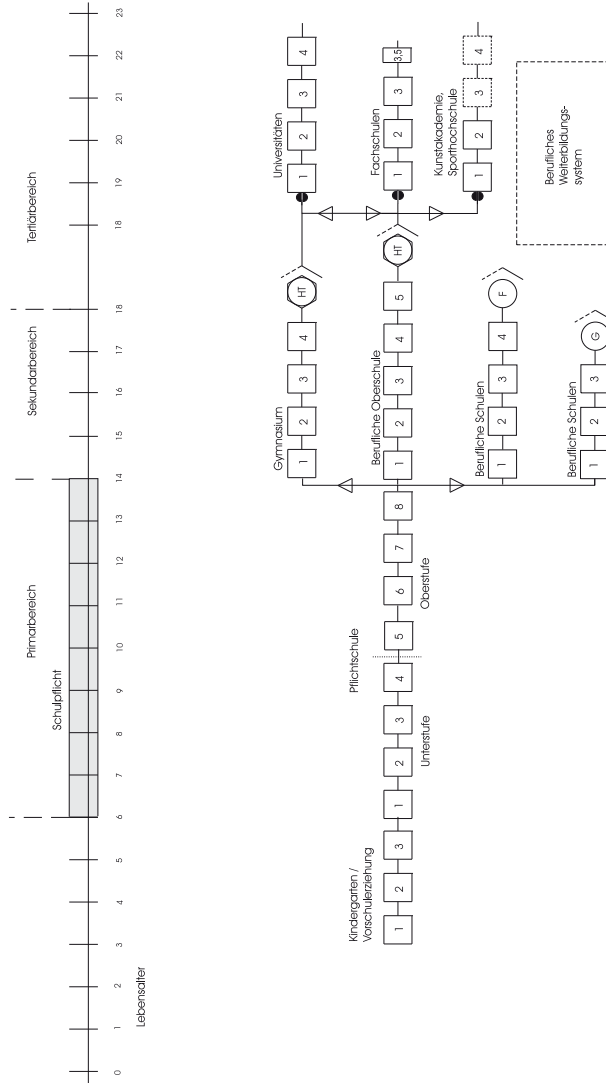 Primarbereich Sekundarbereich Tertiärbereich
Schulpflicht
0 1 2 3 4 5 6 7 8 9 10 11 12 13 14 15 16 17 18 18 19 20 21 22 23
Lebensalter
Gymnasium Universitäten
1 2 3 4 HT 1 2 3 4
Kindergarten /
Vorschulerziehung
Pflichtschule
Berufliche Oberschule
Fachschulen
1 2 3 1 2 3 4 5 6 7 8 1 2 3 4 5 HT 1 2 3 3,5
Unterstufe Oberstufe
Kunstakademie,
Sporthochschule
1 2 3 4
Berufliche Schulen
1 2 3 4 F
Berufliches
Weiterbildungs-
system
Berufliche Schulen
1 2 3 G